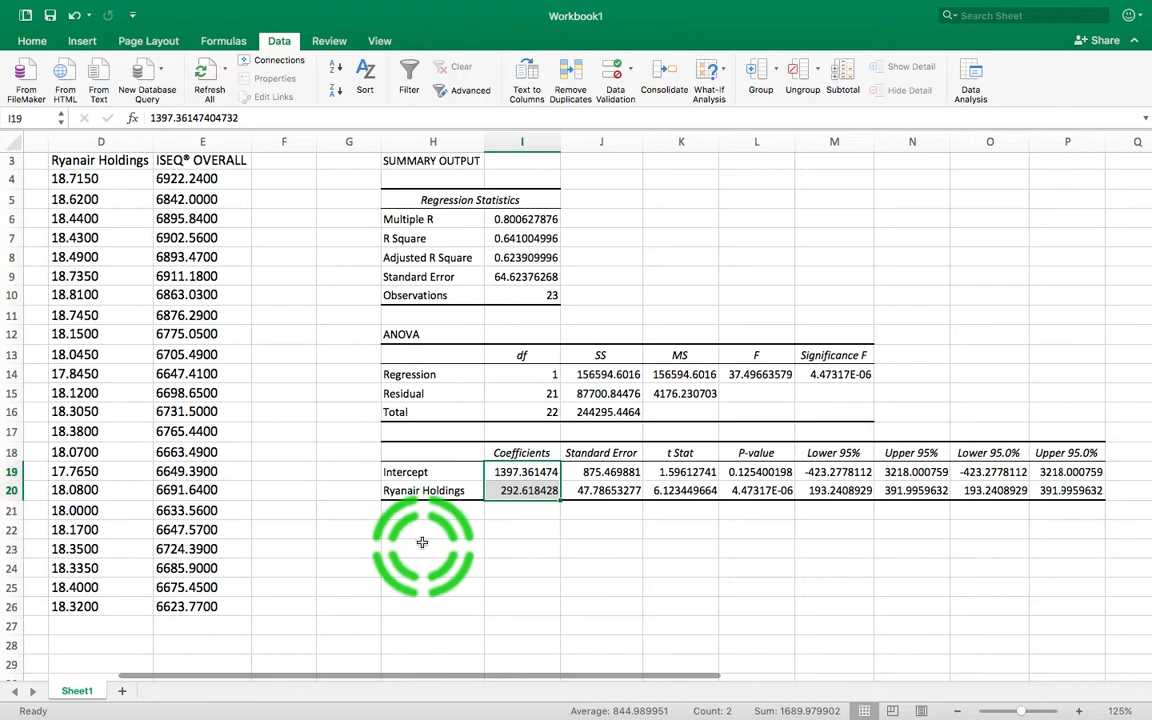 Workbook1
Search Sheet
Home Insert Page Layout Formulas Data Review View
Share
From FileMaker
From HTML
From Text
New Database Query
Refresh All
Connections
Properties
Edit Links
Sort
Filter
Clear
Advanced
Text to Columns
Remove Duplicates
Data Validation
Consolidate
What-If Analysis
Group
Ungroup
Subtotal
Show Detail
Hide Detail
Data Analysis
I19 fx 1397.36147404732
D E F G H I J K L M N O P Q
3 Ryanair Holdings ISEQ® OVERALL SUMMARY OUTPUT
4 18.7150 6922.2400
5 18.6200 6842.0000 Regression Statistics
6 18.4400 6895.8400 Multiple R 0.800627876
7 18.4300 6902.5600 R Square 0.641004996
8 18.4900 6893.4700 Adjusted R Square 0.623909996
9 18.7350 6911.1800 Standard Error 64.62376268
10 18.8100 6863.0300 Observations 23
11 18.7450 6876.2900
12 18.1500 6775.0500 ANOVA
13 18.0450 6705.4900 df SS MS F Significance F
14 17.8450 6647.4100 Regression 1 156594.6016 156594.6016 37.49663579 4.47317E-06
15 18.1200 6698.6500 Residual 21 87700.84476 4176.230703
16 18.3050 6731.5000 Total 22 244295.4464
17 18.3800 6765.4400
18 18.0700 6663.4900 Coefficients Standard Error t Stat P-value Lower 95% Upper 95% Lower 95.0% Upper 95.0%
19 17.7650 6649.3900 Intercept 1397.361474 875.469881 1.59612741 0.125400198 -423.2778112 3218.000759 -423.2778112 3218.000759
20 18.0800 6691.6400 Ryanair Holdings 292.618428 47.78653277 6.123449664 4.47317E-06 193.2408929 391.9959632 193.2408929 391.9959632
21 18.0000 6633.5600
22 18.1700 6647.5700
23 18.3500 6724.3900
24 18.3350 6685.9000
25 18.4000 6675.4500
26 18.3200 6623.7700
27
28
29
Sheet1
Ready Average: 844.989951 Count: 2 Sum: 1689.979902 125%